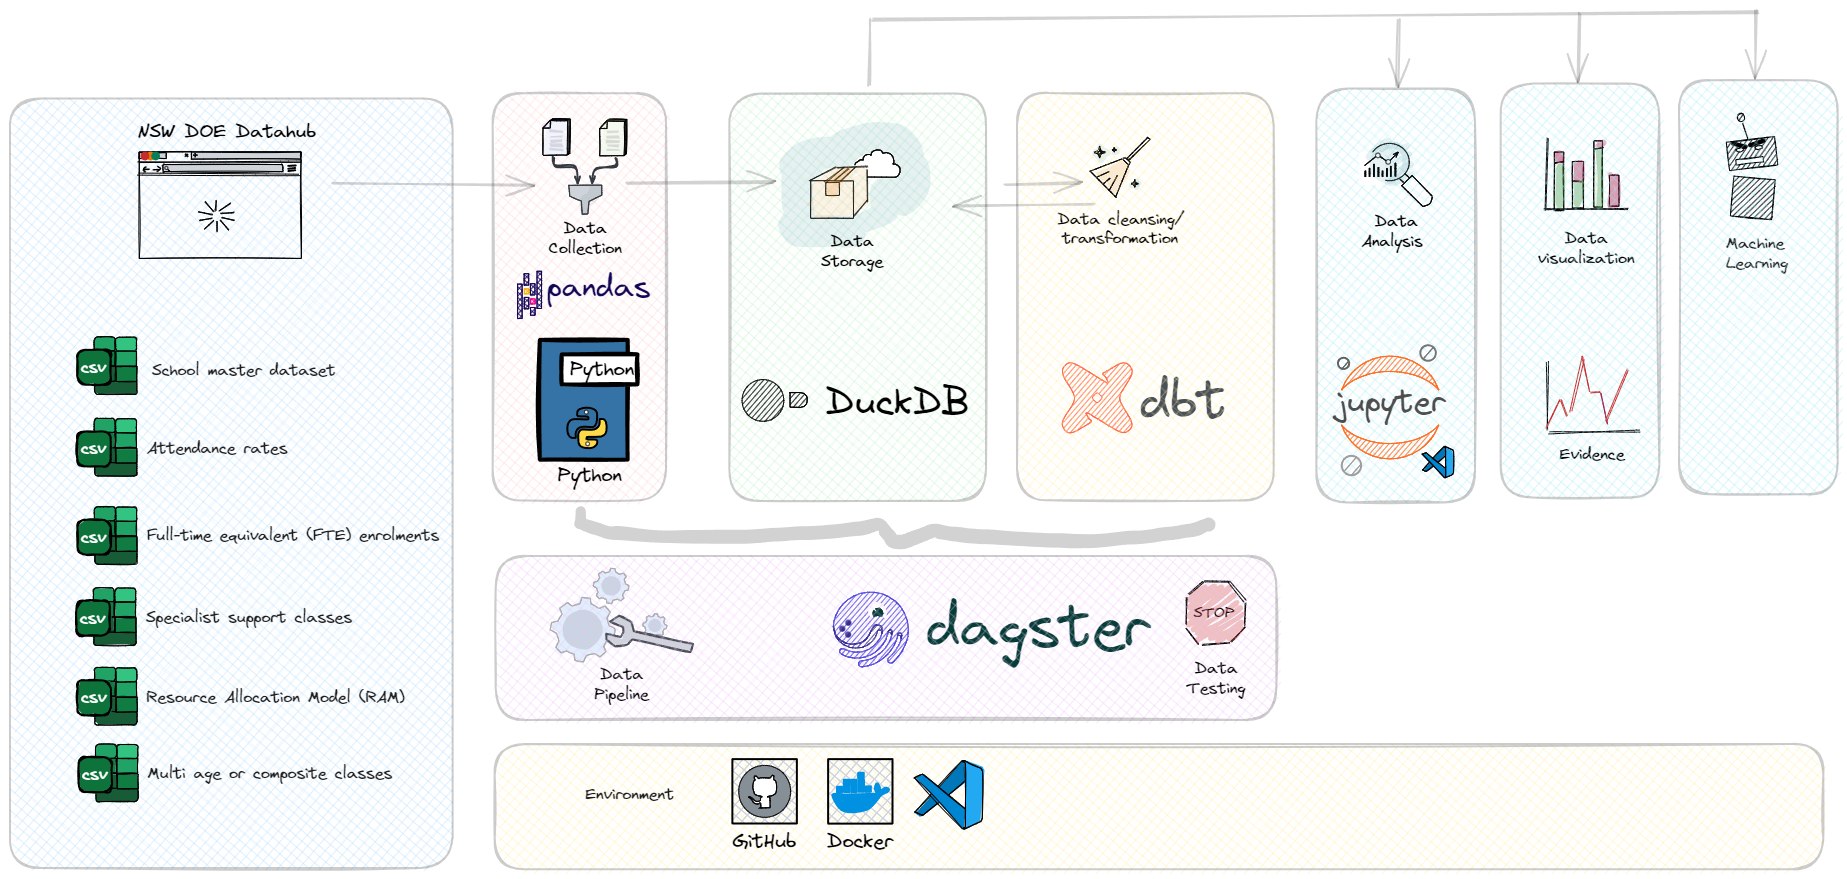 NSW DOE Datahub
CSV
School master dataset
CSV
Attendance rates
CSV
Full-time equivalent (FTE) enrolments
CSV
Specialist support classes
CSV
Resource Allocation Model (RAM)
CSV
Multi age or composite classes
Data
Collection
pandas
Python
Python
Data
Storage
DuckDB
Data cleansing/
transformation
dbt
Data
Analysis
jupyter
Data
visualization
Evidence
Machine
Learning
Data
Pipeline
dagster
STOP
Data
Testing
Environment
GitHub
Docker